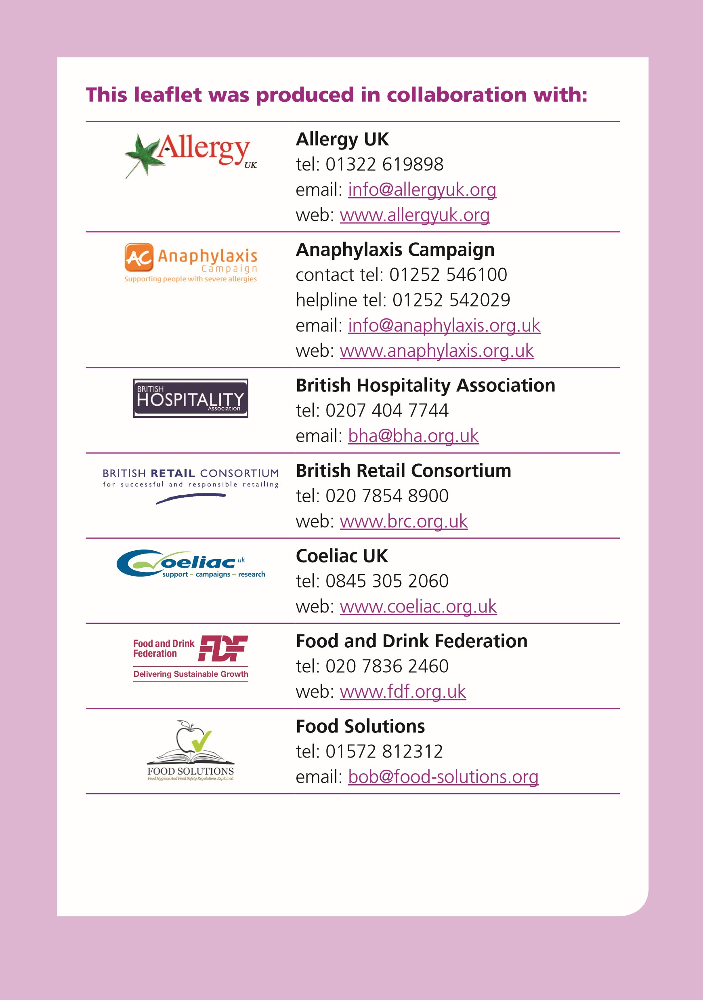 This leaflet was produced in collaboration with:
Allergy
UK
Allergy UK
tel: 01322 619898
email: info@allergyuk.org
web: www.allergyuk.org
AC Anaphylaxis
Campaign
Supporting people with severe allergies
Anaphylaxis Campaign
contact tel: 01252 546100
helpline tel: 01252 542029
email: info@anaphylaxis.org.uk
web: www.anaphylaxis.org.uk
BRITISH
HOSPITALITY
Association
British Hospitality Association
tel: 0207 404 7744
email: bha@bha.org.uk
BRITISH RETAIL CONSORTIUM
for successful and responsible retailing
British Retail Consortium
tel: 020 7854 8900
web: www.brc.org.uk
Coeliac uk
support – campaigns – research
Coeliac UK
tel: 0845 305 2060
web: www.coeliac.org.uk
Food and Drink
Federation
FDF
Delivering Sustainable Growth
Food and Drink Federation
tel: 020 7836 2460
web: www.fdf.org.uk
FOOD SOLUTIONS
Food Hygiene And Food Safety Regulations Explained
Food Solutions
tel: 01572 812312
email: bob@food-solutions.org